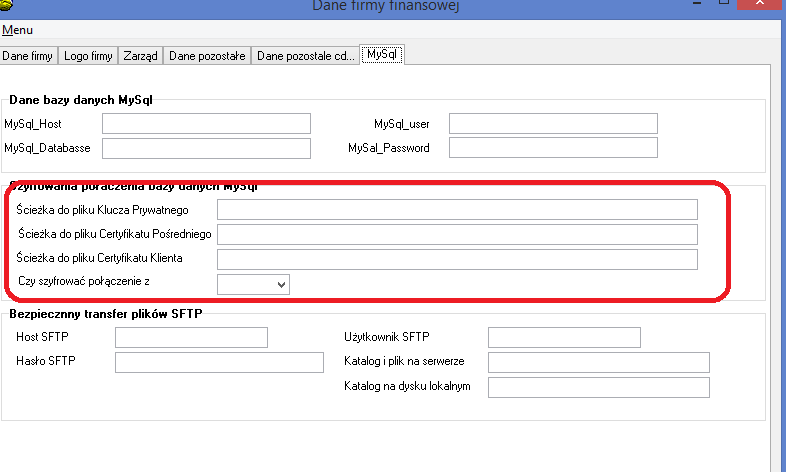 Dane firmy finansowej
Menu
Dane firmy Logo firmy Zarząd Dane pozostałe Dane pozostale cd... MySql
Dane bazy danych MySql
MySql_Host MySql_user
MySql_Databasse MySal_Password
Szyfrowania połączenia bazy danych MySql
Ścieżka do pliku Klucza Prywatnego
Ścieżka do pliku Certyfikatu Pośredniego
Ścieżka do pliku Certyfikatu Klienta
Czy szyfrować połączenie z
Bezpiecznny transfer plików SFTP
Host SFTP Użytkownik SFTP
Hasło SFTP Katalog i plik na serwerze
Katalog na dysku lokalnym